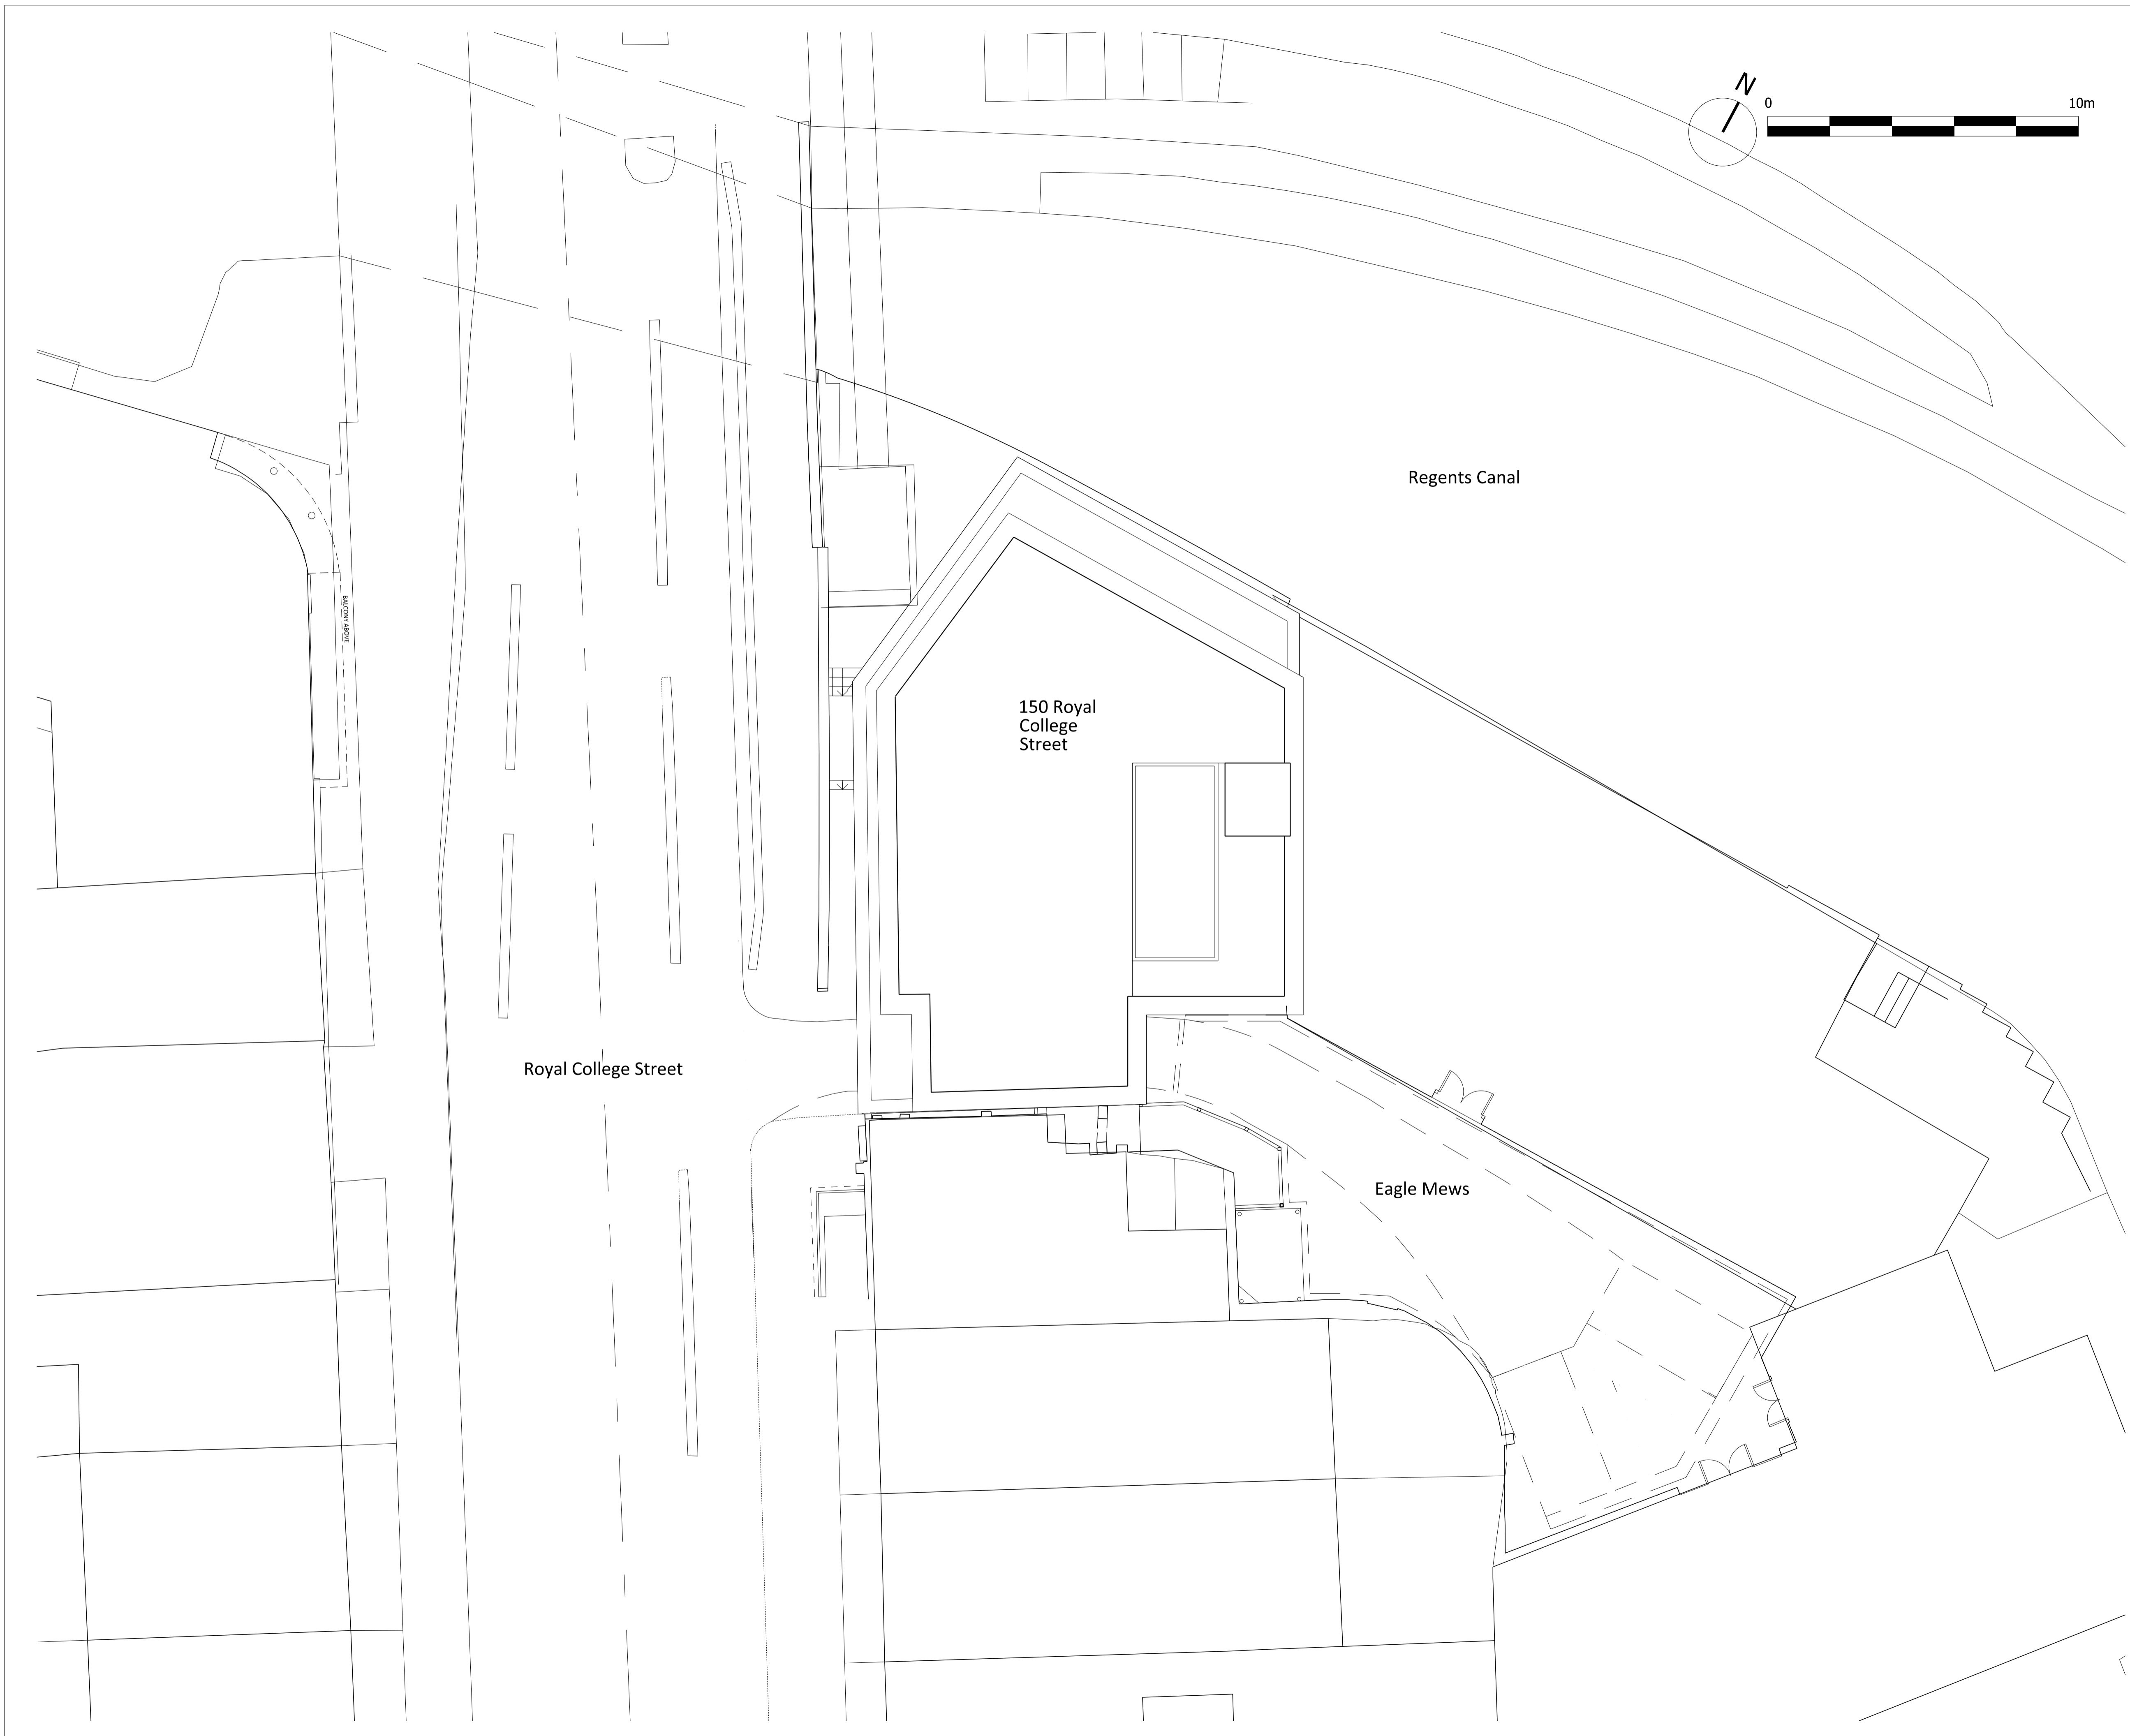 N
0
10m
Regents Canal
BALCONY ABOVE
150 Royal
College
Street
Royal College Street
Eagle Mews